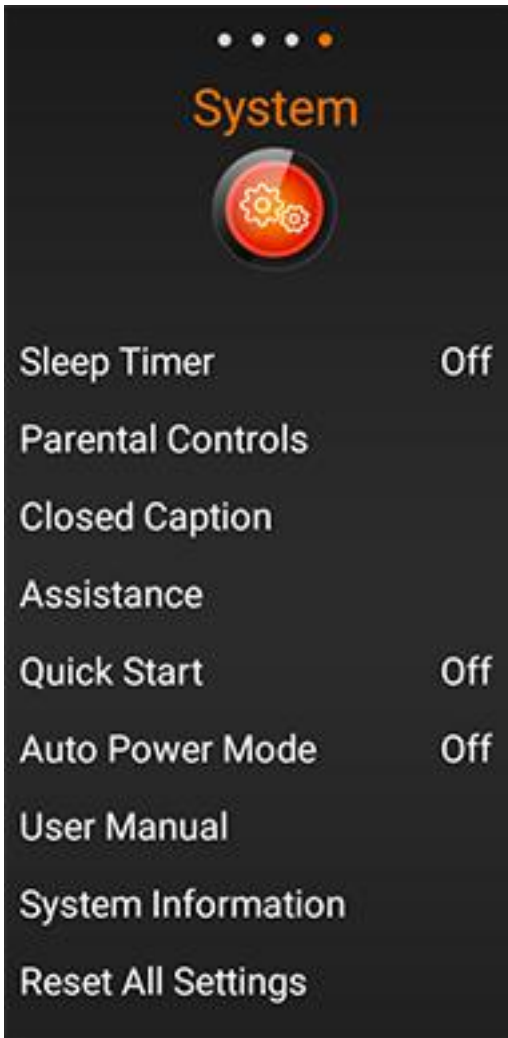 System
Sleep Timer Off
Parental Controls
Closed Caption
Assistance
Quick Start Off
Auto Power Mode Off
User Manual
System Information
Reset All Settings